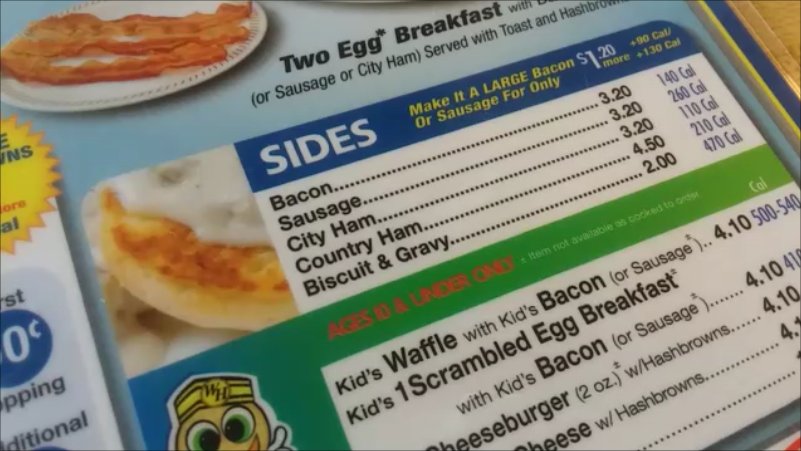 Two Egg* Breakfast with
(or Sausage or City Ham) Served with Toast and Hashbrowns
SIDES
Make It A LARGE Bacon $1.20 +90 Cal/
Or Sausage For Only more +130 Cal
Bacon 3.20 140 Cal
Sausage 3.20 260 Cal
City Ham 3.20 110 Cal
Country Ham 4.50 210 Cal
Biscuit & Gravy 2.00 470 Cal
AGES 10 & UNDER ONLY* ± Item not available as cooked to order Cal
Kid's Waffle with Kid's Bacon (or Sausage±).. 4.10 500-540
Kid's 1 Scrambled Egg Breakfast±
with Kid's Bacon (or Sausage±)...... 4.10 410
Cheeseburger (2 oz.)± w/Hashbrowns..... 4.10
Cheese w/ Hashbrowns
WH
0¢